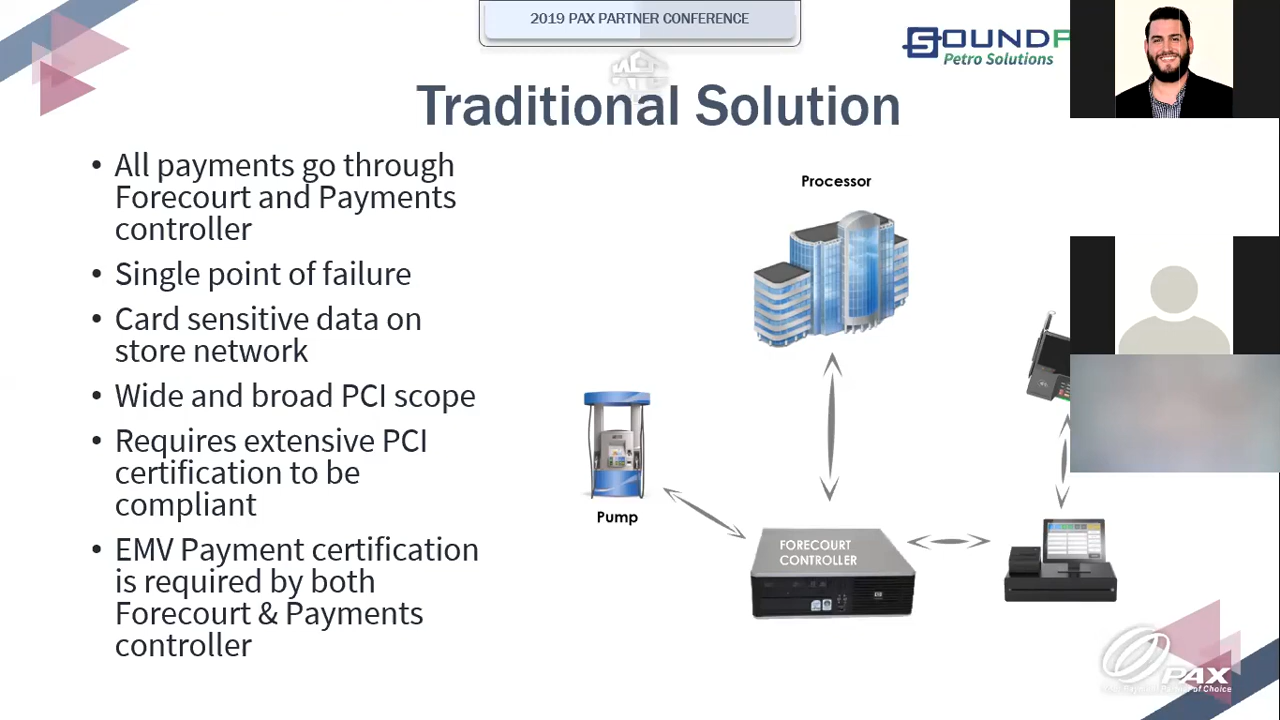 2019 PAX PARTNER CONFERENCE
SOUNDP
Petro Solutions
Traditional Solution
• All payments go through
Forecourt and Payments
controller
• Single point of failure
• Card sensitive data on
store network
• Wide and broad PCI scope
• Requires extensive PCI
certification to be
compliant
• EMV Payment certification
is required by both
Forecourt & Payments
controller
Processor
Pump
FORECOURT
CONTROLLER
PAX
of Choice